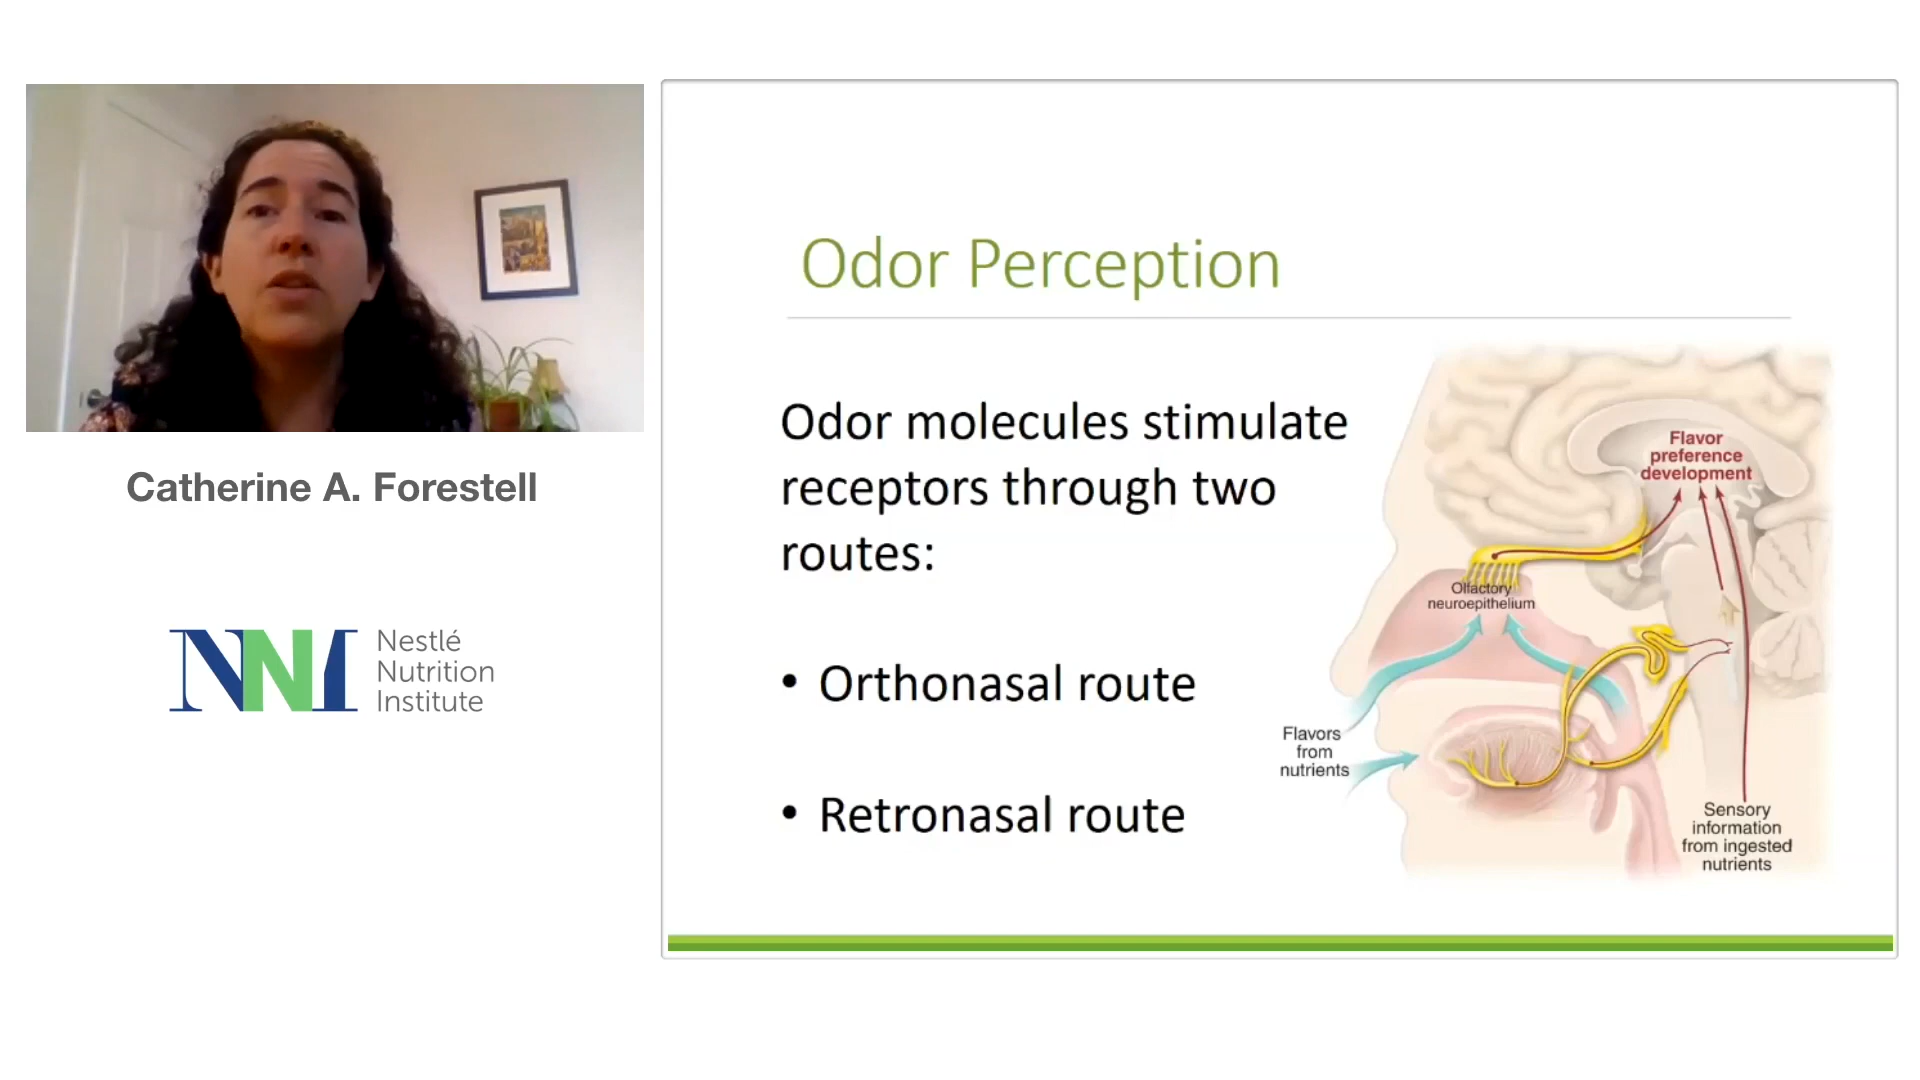 Catherine A. Forestell
NNI
Nestlé
Nutrition
Institute
Odor Perception
Odor molecules stimulate
receptors through two
routes:
• Orthonasal route
• Retronasal route
Flavor
preference
development
Olfactory
neuroepithelium
Flavors
from
nutrients
Sensory
information
from ingested
nutrients